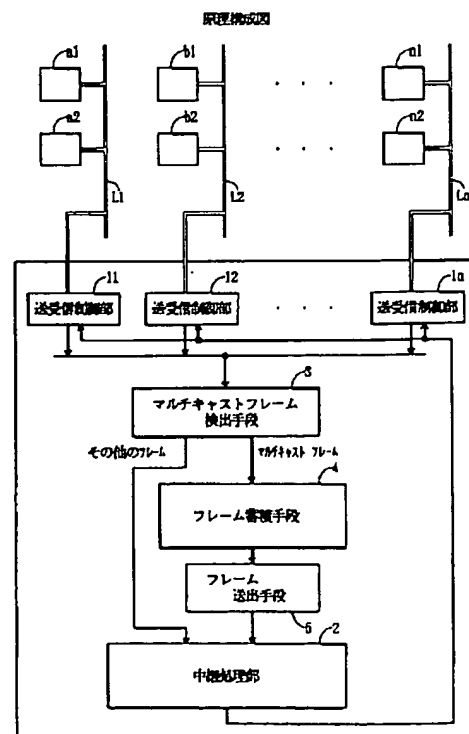 原理構成図
a1
b1
n1
・ ・ ・
a2
b2
n2
・ ・ ・
L1
L2
Ln
11
12
1n
送受信制御部
送受信制御部
・ ・ ・
送受信制御部
3
マルチキャストフレーム
検出手段
その他のフレーム
マルチキャスト フレーム
4
フレーム蓄積手段
フレーム
送出手段
5
2
中継処理部